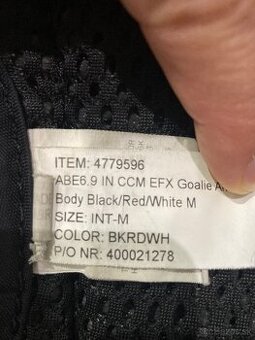 ITEM: 4779596
ABE6.9 IN CCM EFX Goalie
Body Black/Red/White M
SIZE: INT-M
COLOR: BKRDWH
P/O NR: 400021278